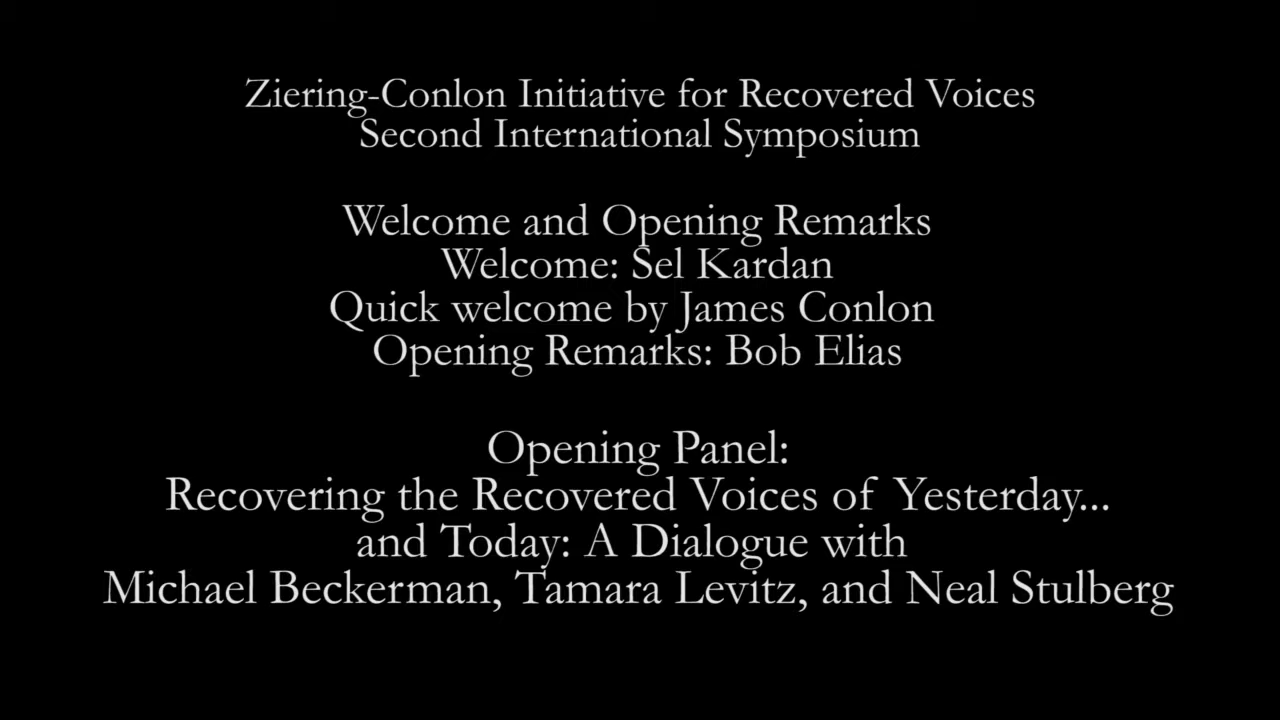 Ziering-Conlon Initiative for Recovered Voices
Second International Symposium
Welcome and Opening Remarks
Welcome: Sel Kardan
Quick welcome by James Conlon
Opening Remarks: Bob Elias
Opening Panel:
Recovering the Recovered Voices of Yesterday...
and Today: A Dialogue with
Michael Beckerman, Tamara Levitz, and Neal Stulberg